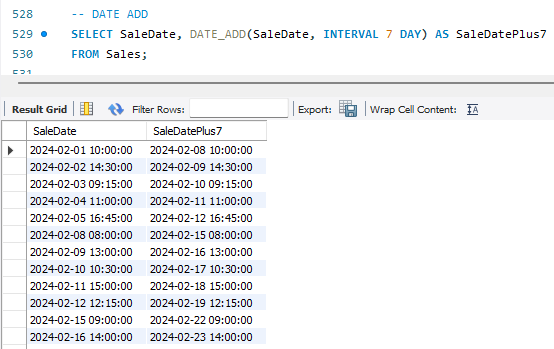 528 -- DATE ADD
529 SELECT SaleDate, DATE_ADD(SaleDate, INTERVAL 7 DAY) AS SaleDatePlus7
530 FROM Sales;
531
Result Grid Filter Rows: Export: Wrap Cell Content: IA
SaleDate SaleDatePlus7
2024-02-01 10:00:00 2024-02-08 10:00:00
2024-02-02 14:30:00 2024-02-09 14:30:00
2024-02-03 09:15:00 2024-02-10 09:15:00
2024-02-04 11:00:00 2024-02-11 11:00:00
2024-02-05 16:45:00 2024-02-12 16:45:00
2024-02-08 08:00:00 2024-02-15 08:00:00
2024-02-09 13:00:00 2024-02-16 13:00:00
2024-02-10 10:30:00 2024-02-17 10:30:00
2024-02-11 15:00:00 2024-02-18 15:00:00
2024-02-12 12:15:00 2024-02-19 12:15:00
2024-02-15 09:00:00 2024-02-22 09:00:00
2024-02-16 14:00:00 2024-02-23 14:00:00